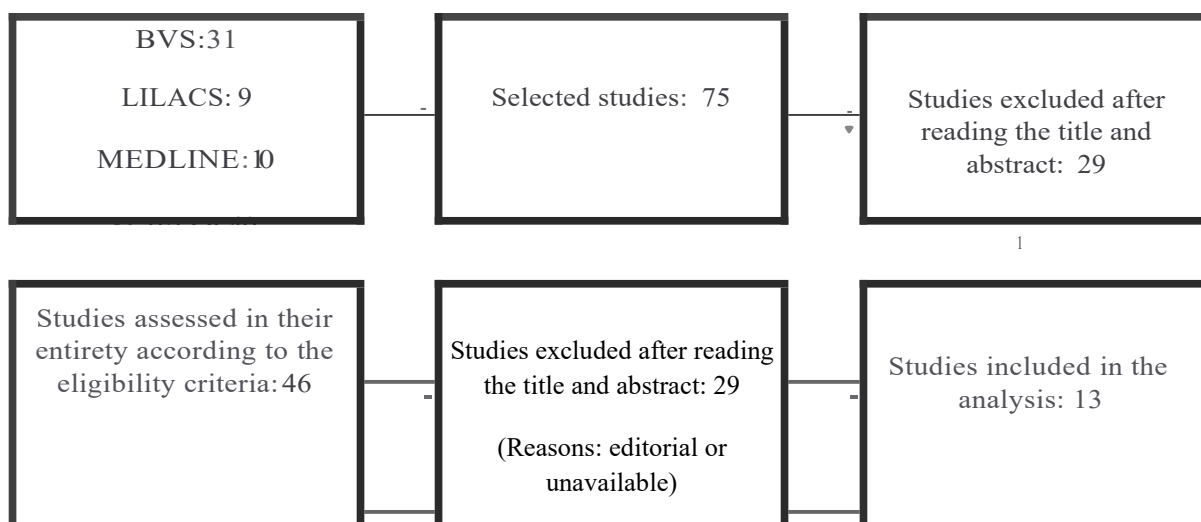 BVS:31
LILACS: 9
MEDLINE:10
Selected studies: 75
Studies excluded after
reading the title and
abstract: 29
Studies assessed in their
entirety according to the
eligibility criteria:46
Studies excluded after reading
the title and abstract: 29
(Reasons: editorial or
unavailable)
Studies included in the
analysis: 13